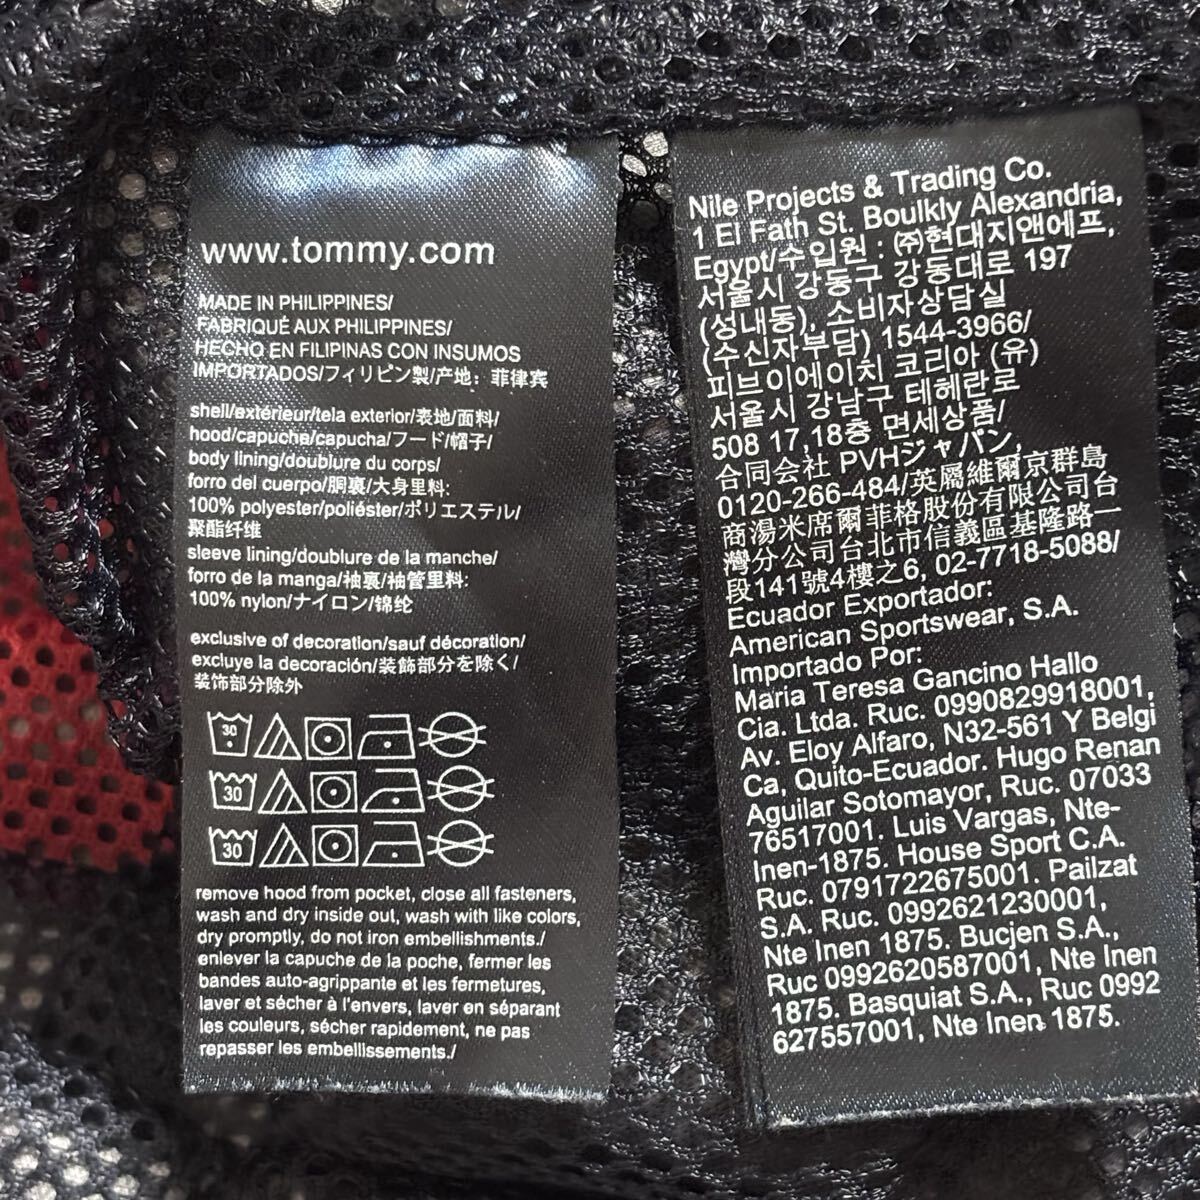 www.tommy.com
MADE IN PHILIPPINES/
FABRIQUÉ AUX PHILIPPINES/
HECHO EN FILIPINAS CON INSUMOS
IMPORTADOS/フィリピン製/产地: 菲律宾
shell/extérieur/tela exterior/表地/面料/
hood/capuche/capucha/フード/帽子/
body lining/doublure du corps/
forro del cuerpo/胴裏/大身里料:
100% polyester/poliéster/ポリエステル/
聚酯纤维
sleeve lining/doublure de la manche/
forro de la manga/袖裏/袖管里料:
100% nylon/ナイロン/锦纶
exclusive of decoration/sauf décoration/
excluye la decoración/装飾部分を除く/
装饰部分除外
30
30
30
remove hood from pocket, close all fasteners,
wash and dry inside out, wash with like colors,
dry promptly, do not iron embellishments./
enlever la capuche de la poche, fermer les
bandes auto-agrippante et les fermetures,
laver et sécher à l'envers, laver en séparant
les couleurs, sécher rapidement, ne pas
repasser les embellissements./
Nile Projects & Trading Co.
1 El Fath St. Boulkly Alexandria,
Egypt/수입원 : ㈜현대지앤에프,
서울시 강동구 강동대로 197
(성내동), 소비자상담실
(수신자부담) 1544-3966/
피브이에이치 코리아 (유)
서울시 강남구 테헤란로
508 17,18층 면세상품/
合同会社 PVHジャパン,
0120-266-484/英屬維爾京群島
商湯米席爾菲格股份有限公司台
灣分公司台北市信義區基隆路一
段141號4樓之6, 02-7718-5088/
Ecuador Exportador:
American Sportswear, S.A.
Importado Por:
Maria Teresa Gancino Hallo
Cia. Ltda. Ruc. 0990829918001,
Av. Eloy Alfaro, N32-561 Y Belgi
Ca, Quito-Ecuador. Hugo Renan
Aguilar Sotomayor, Ruc. 07033
76517001. Luis Vargas, Nte-
Inen-1875. House Sport C.A.
Ruc. 0791722675001. Pailzat
S.A. Ruc. 0992621230001,
Nte Inen 1875. Bucjen S.A.,
Ruc 0992620587001, Nte Inen
1875. Basquiat S.A., Ruc 0992
627557001, Nte Inen 1875.